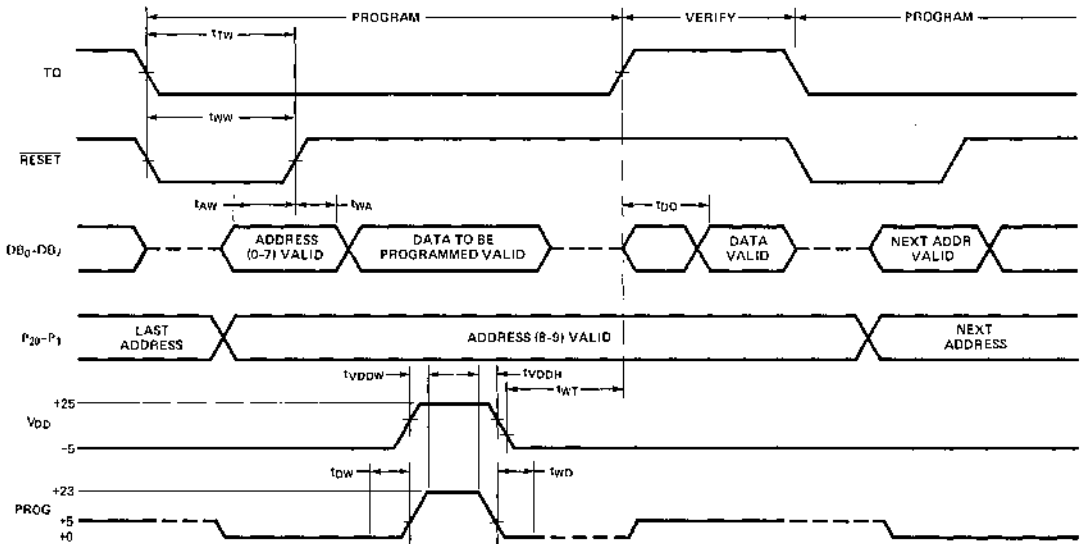 PROGRAM VERIFY PROGRAM
tTW
TO
tWW
RESET
tAW tWA tDO
DB0-DB7
ADDRESS (0-7) VALID
DATA TO BE PROGRAMMED VALID
DATA VALID
NEXT ADDR VALID
P20-P1
LAST ADDRESS
ADDRESS (8-9) VALID
NEXT ADDRESS
tVDDW tVDDH
tWT
+25
VDD
+5
tDW tWD
+23
PROG
+5
+0